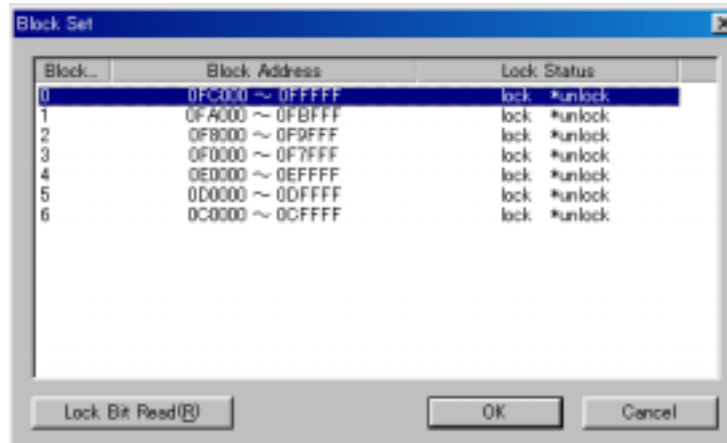 Block Set
Block... Block Address Lock Status
0 0FC000 ～ 0FFFFF lock *unlock
1 0FA000 ～ 0FBFFF lock *unlock
2 0F8000 ～ 0F9FFF lock *unlock
3 0F0000 ～ 0F7FFF lock *unlock
4 0E0000 ～ 0EFFFF lock *unlock
5 0D0000 ～ 0DFFFF lock *unlock
6 0C0000 ～ 0CFFFF lock *unlock
Lock Bit Read(R) OK Cancel